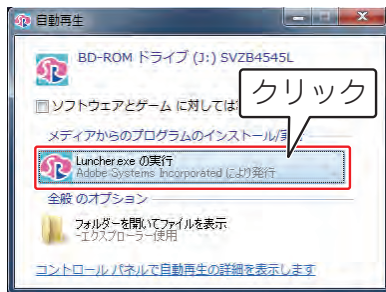 自動再生
BD-ROM ドライブ (J:) SVZB4545L
ソフトウェアとゲーム に対しては
クリック
メディアからのプログラムのインストール/
Luncher.exe の実行
Adobe Systems Incorporated により発行
全般 のオプション
フォルダーを開いてファイルを表示
-エクスプローラー使用
コントロール パネルで自動再生の詳細を表示します